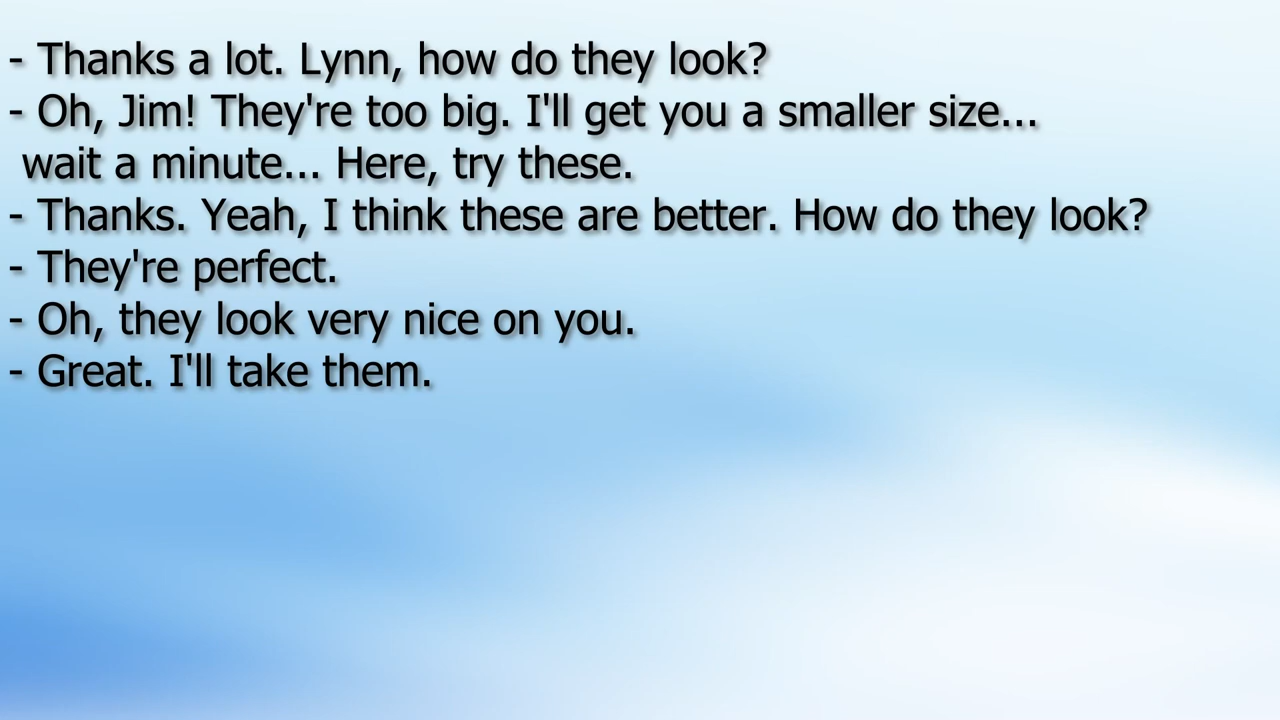 - Thanks a lot. Lynn, how do they look?
- Oh, Jim! They're too big. I'll get you a smaller size...
wait a minute... Here, try these.
- Thanks. Yeah, I think these are better. How do they look?
- They're perfect.
- Oh, they look very nice on you.
- Great. I'll take them.